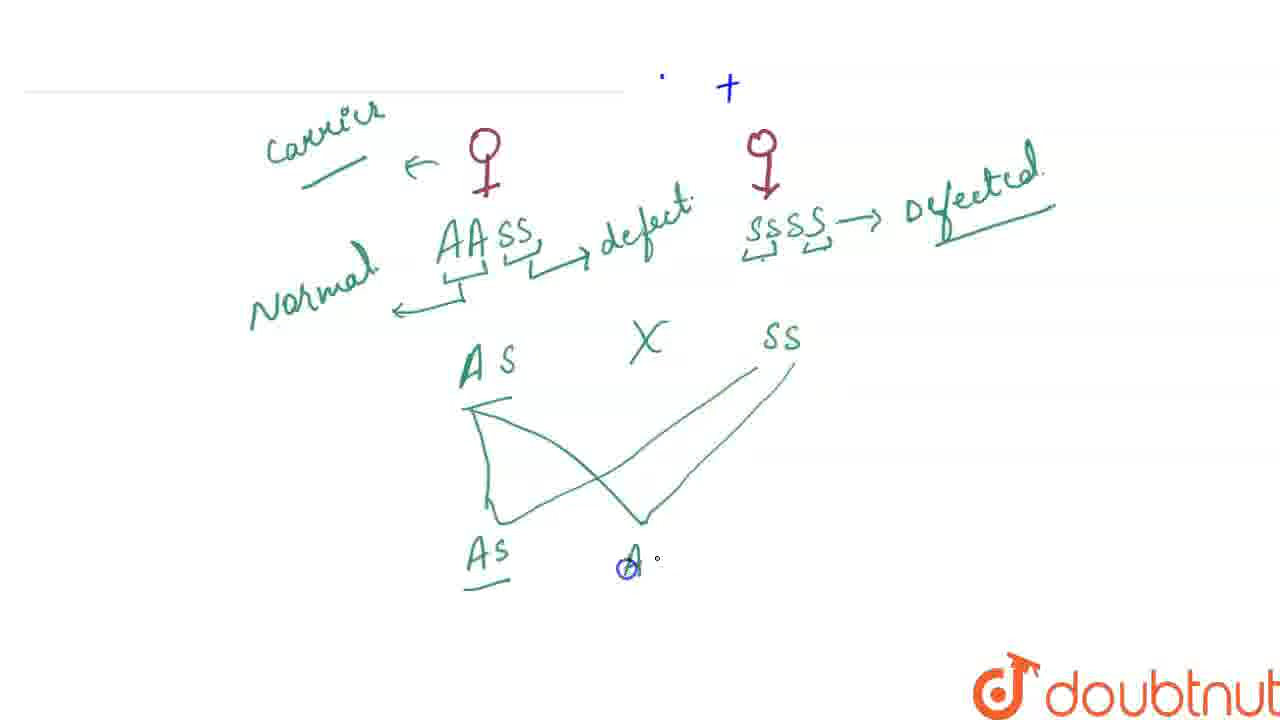 +
Carrier
AASS defect.
SSSS Defected.
Normal
AS X SS
AS A
doubtnut